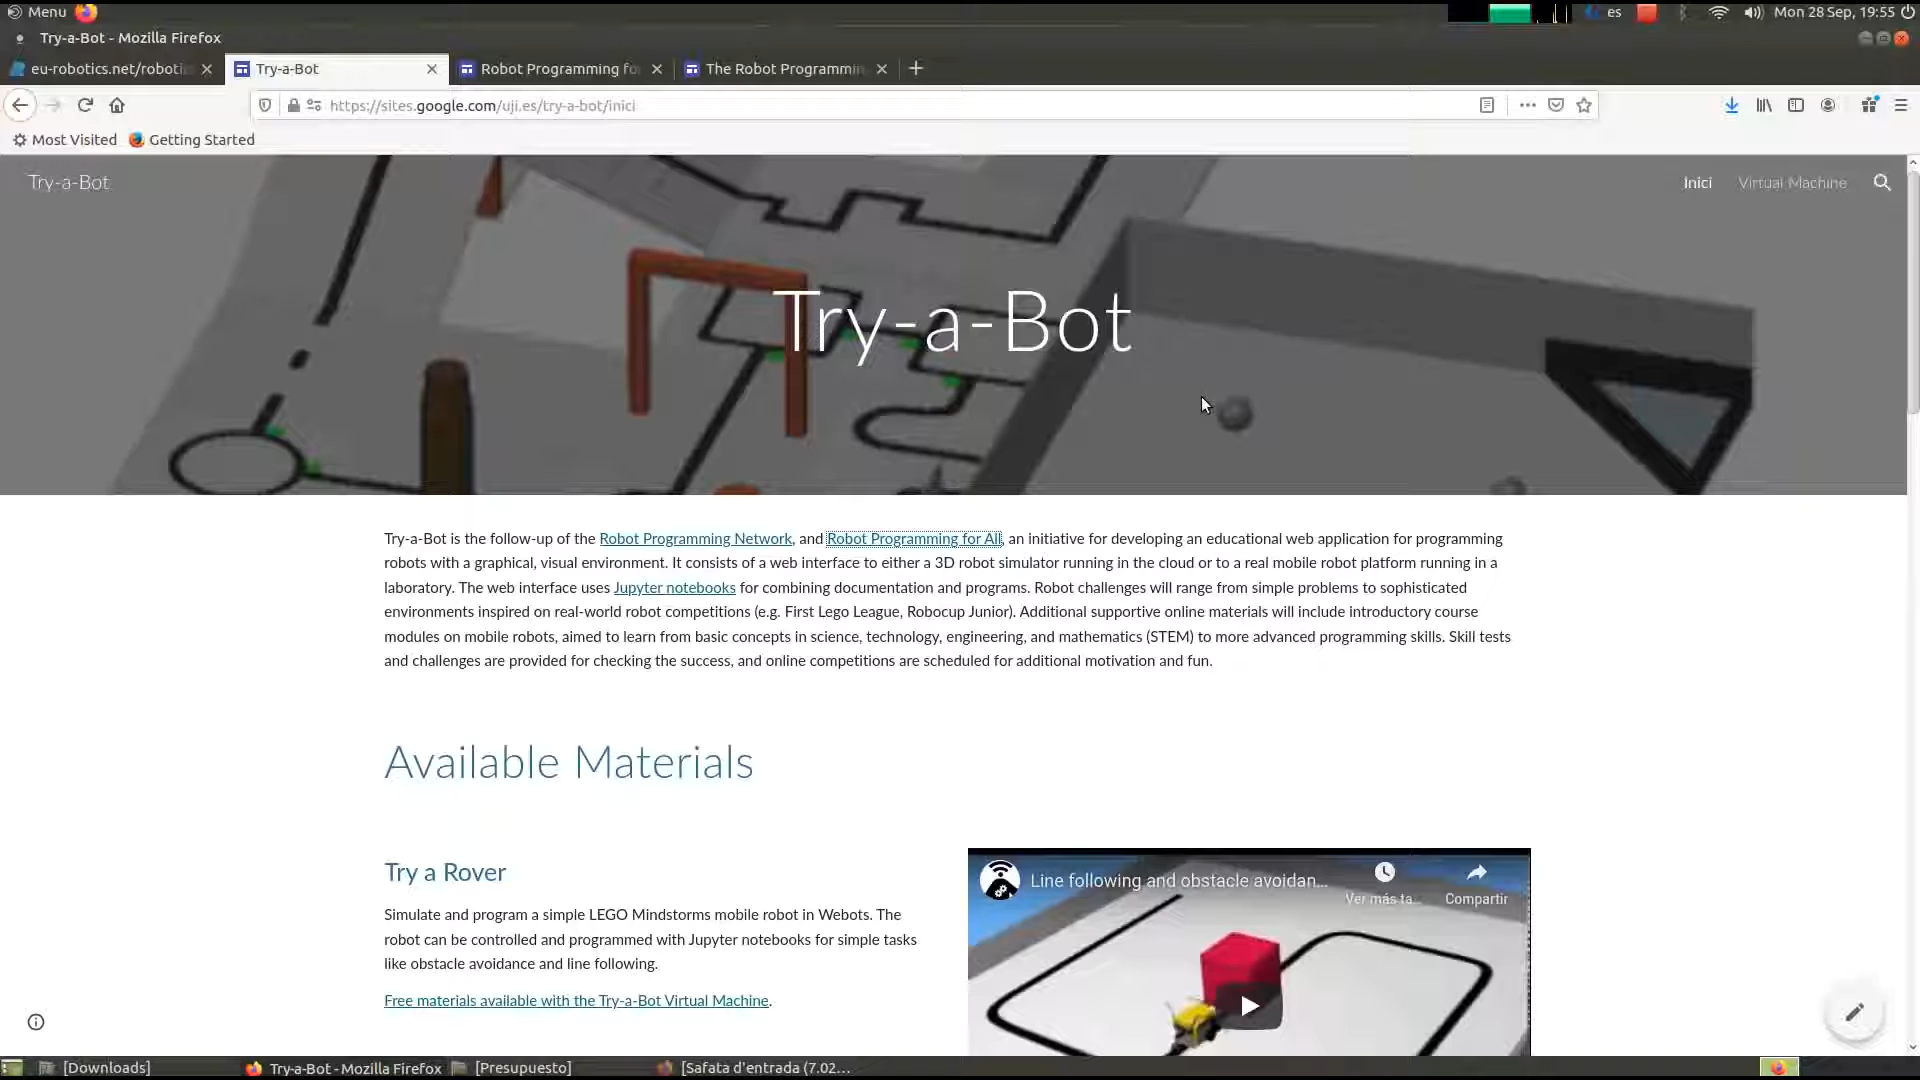 Menu
es
Mon 28 Sep, 19:55
Try-a-Bot - Mozilla Firefox
eu-robotics.net/roboti
Try-a-Bot
Robot Programming fo
The Robot Programmin
https://sites.google.com/uji.es/try-a-bot/inici
Most Visited
Getting Started
Try-a-Bot
Inici
Virtual Machine
Try-a-Bot
Try-a-Bot is the follow-up of the Robot Programming Network, and Robot Programming for All, an initiative for developing an educational web application for programming
robots with a graphical, visual environment. It consists of a web interface to either a 3D robot simulator running in the cloud or to a real mobile robot platform running in a
laboratory. The web interface uses Jupyter notebooks for combining documentation and programs. Robot challenges will range from simple problems to sophisticated
environments inspired on real-world robot competitions (e.g. First Lego League, Robocup Junior). Additional supportive online materials will include introductory course
modules on mobile robots, aimed to learn from basic concepts in science, technology, engineering, and mathematics (STEM) to more advanced programming skills. Skill tests
and challenges are provided for checking the success, and online competitions are scheduled for additional motivation and fun.
Available Materials
Try a Rover
Simulate and program a simple LEGO Mindstorms mobile robot in Webots. The
robot can be controlled and programmed with Jupyter notebooks for simple tasks
like obstacle avoidance and line following.
Free materials available with the Try-a-Bot Virtual Machine.
Line following and obstacle avoidan...
Ver más ta...
Compartir
[Downloads]
Try-a-Bot - Mozilla Firefox
[Presupuesto]
[Safata d'entrada (7.02...